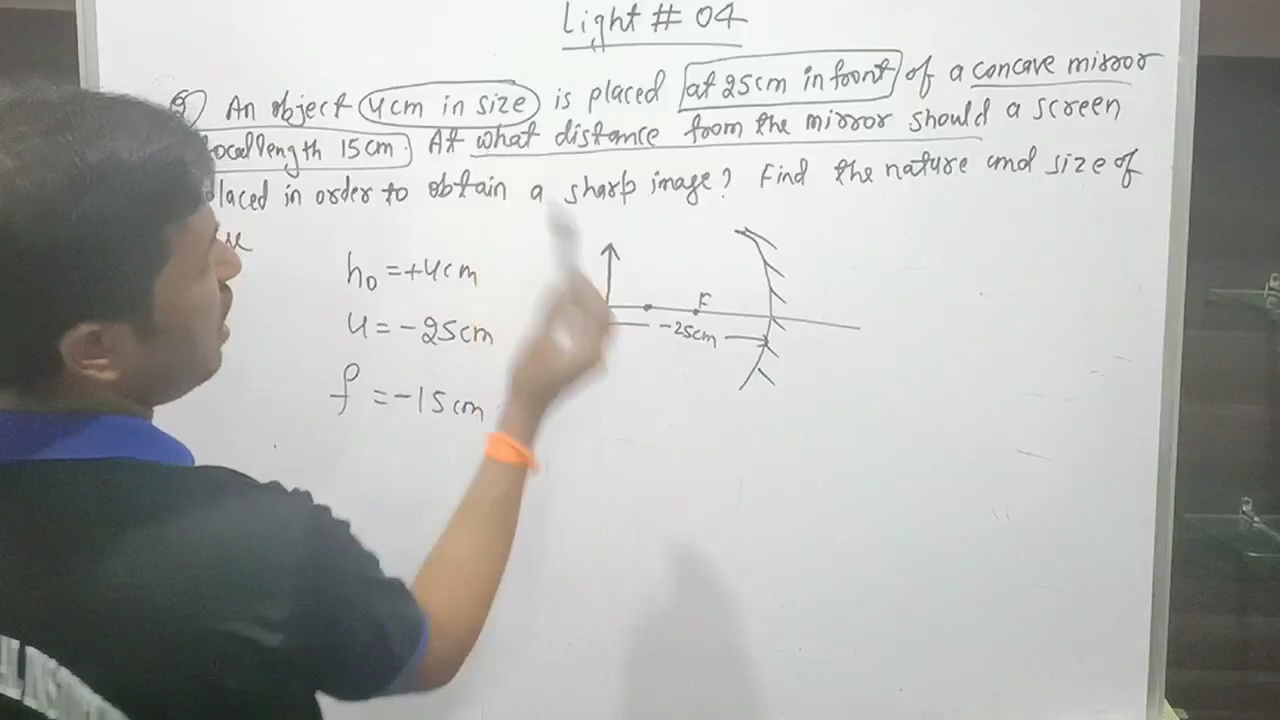 Light # 04
Q) An object 4cm in size is placed at 25cm in front of a concave mirror
focal length 15cm. At what distance from the mirror should a screen
placed in order to obtain a sharp image? Find the nature and size of
h₀ = +4cm
u = -25cm
f = -15cm
F
-25cm